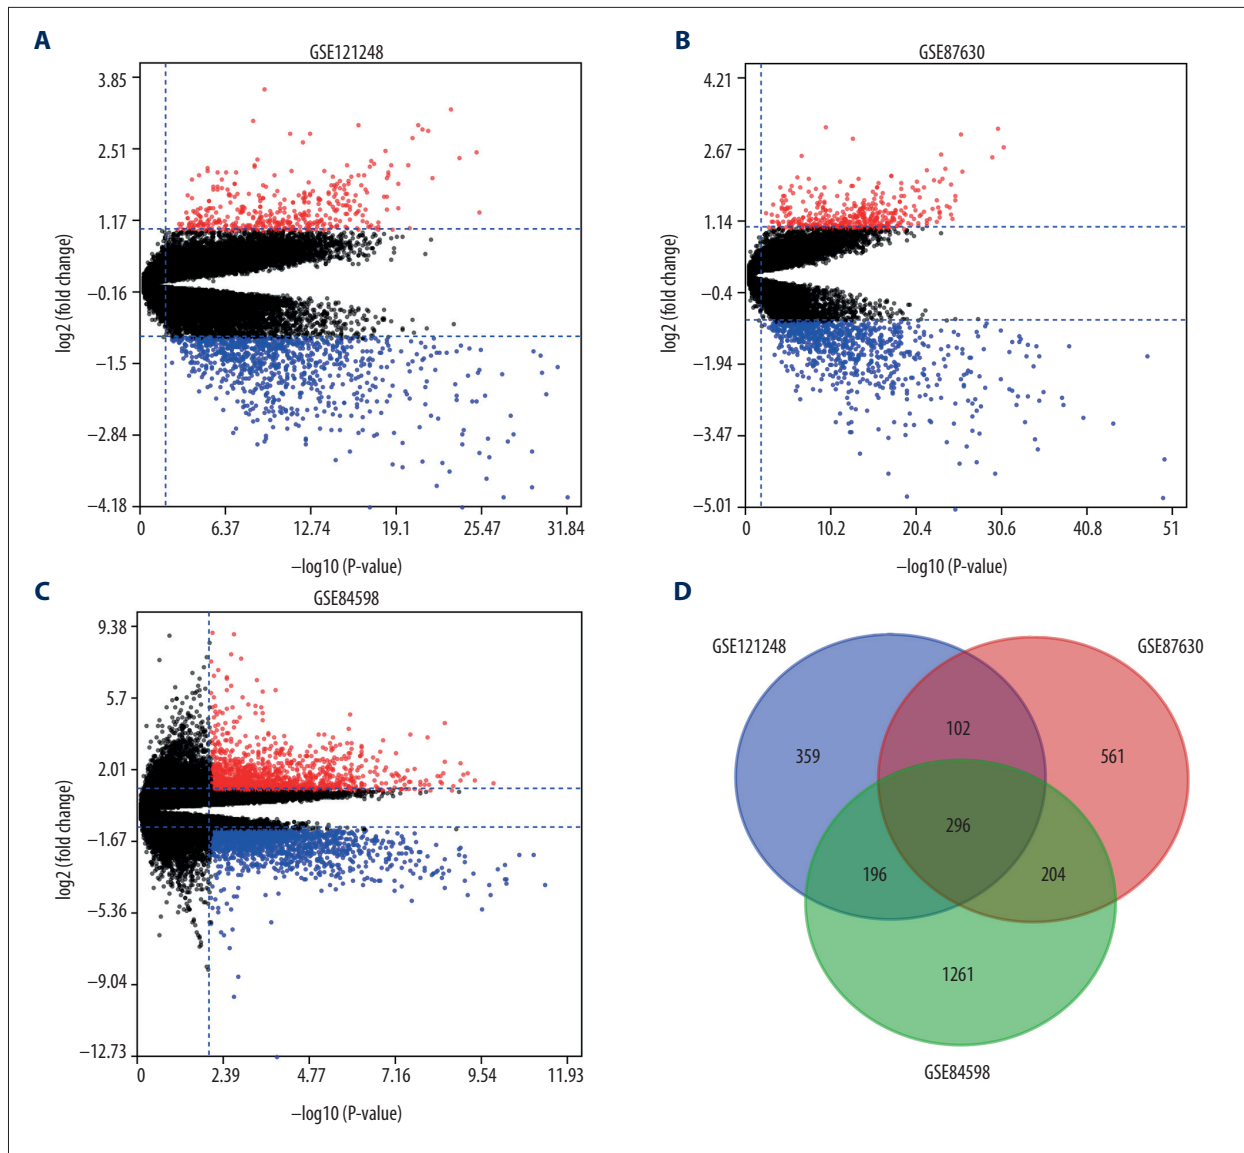 A
GSE121248
3.85
2.51
1.17
–0.16
–1.5
–2.84
–4.18
log2 (fold change)
0 6.37 12.74 19.1 25.47 31.84
–log10 (P-value)
B
GSE87630
4.21
2.67
1.14
–0.4
–1.94
–3.47
–5.01
log2 (fold change)
0 10.2 20.4 30.6 40.8 51
–log10 (P-value)
C
GSE84598
9.38
5.7
2.01
–1.67
–5.36
–9.04
–12.73
log2 (fold change)
0 2.39 4.77 7.16 9.54 11.93
–log10 (P-value)
D
GSE121248
GSE87630
102
359
561
296
196
204
1261
GSE84598